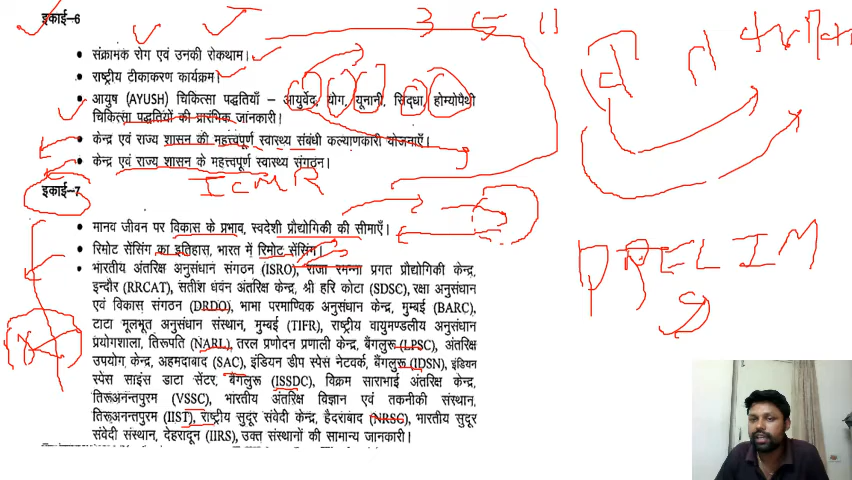 इकाई-6
3 5 11
• संक्रामक रोग एवं उनकी रोकथाम।
• राष्ट्रीय टीकाकरण कार्यक्रम।
• आयुष (AYUSH) चिकित्सा पद्धतियाँ – आयुर्वेद, योग, यूनानी, सिद्धा, होम्योपैथी
चिकित्सा पद्धतियों की प्रारंभिक जानकारी।
• केन्द्र एवं राज्य शासन की महत्त्वपूर्ण स्वास्थ्य संबंधी कल्याणकारी योजनाएँ।
• केन्द्र एवं राज्य शासन के महत्त्वपूर्ण स्वास्थ्य संगठन।
ICMR
इकाई-7
• मानव जीवन पर विकास के प्रभाव, स्वदेशी प्रौद्योगिकी की सीमाएँ।
• रिमोट सेंसिंग का इतिहास, भारत में रिमोट सेंसिंग।
• भारतीय अंतरिक्ष अनुसंधान संगठन (ISRO), राजा रमन्ना प्रगत प्रौद्योगिकी केन्द्र,
इन्दौर (RRCAT), सतीश धवन अंतरिक्ष केन्द्र, श्री हरि कोटा (SDSC), रक्षा अनुसंधान
एवं विकास संगठन (DRDO), भाभा परमाण्विक अनुसंधान केन्द्र, मुम्बई (BARC),
टाटा मूलभूत अनुसंधान संस्थान, मुम्बई (TIFR), राष्ट्रीय वायुमण्डलीय अनुसंधान
प्रयोगशाला, तिरूपति (NARL), तरल प्रणोदन प्रणाली केन्द्र, बैंगलुरू (LPSC), अंतरिक्ष
उपयोग केन्द्र, अहमदाबाद (SAC), इंडियन डीप स्पेस नेटवर्क, बैंगलुरू (IDSN), इंडियन
स्पेस साइंस डाटा सेंटर, बैंगलुरू (ISSDC), विक्रम साराभाई अंतरिक्ष केन्द्र,
तिरूअनन्तपुरम (VSSC), भारतीय अंतरिक्ष विज्ञान एवं तकनीकी संस्थान,
तिरूअनन्तपुरम (IIST), राष्ट्रीय सुदूर संवेदी केन्द्र, हैदराबाद (NRSC), भारतीय सुदूर
संवेदी संस्थान, देहरादून (IIRS), उक्त संस्थानों की सामान्य जानकारी।
PRELIM